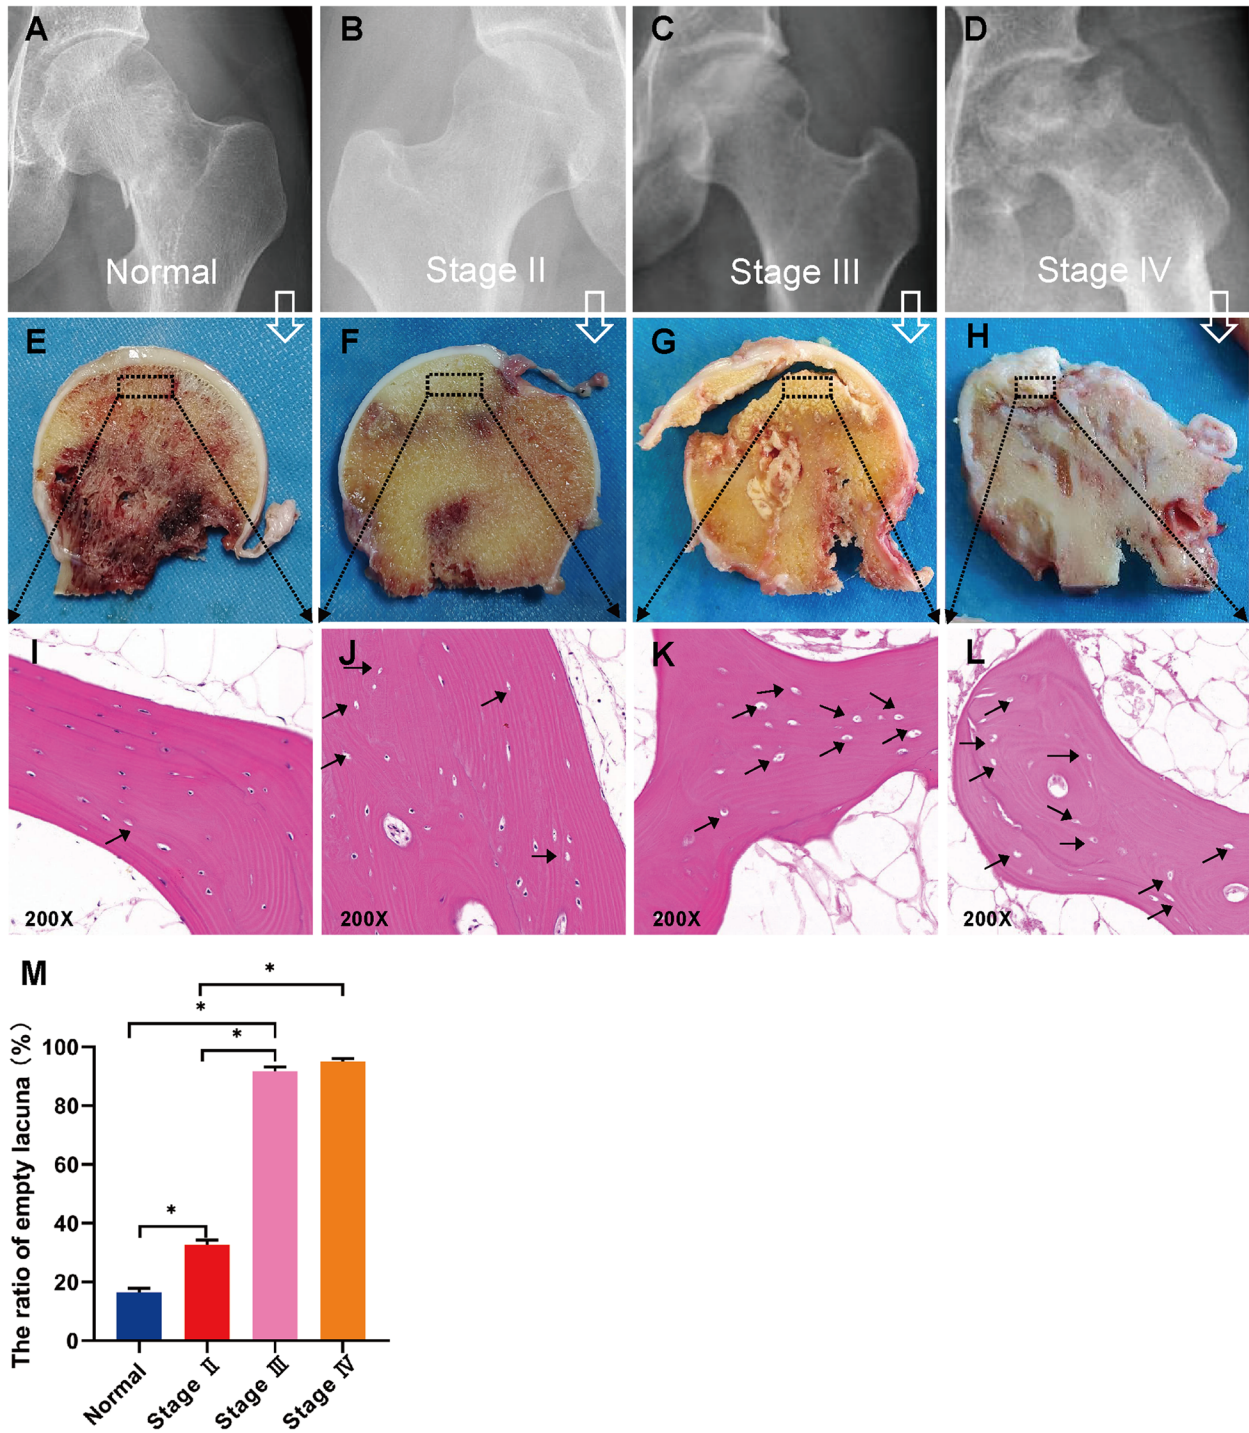 A
B
C
D
Normal
Stage II
Stage III
Stage IV
E
F
G
H
I
J
K
L
200X
200X
200X
200X
M
*
*
*
*
The ratio of empty lacuna (%)
100
80
60
40
20
0
Normal
Stage Ⅱ
Stage Ⅲ
Stage Ⅳ